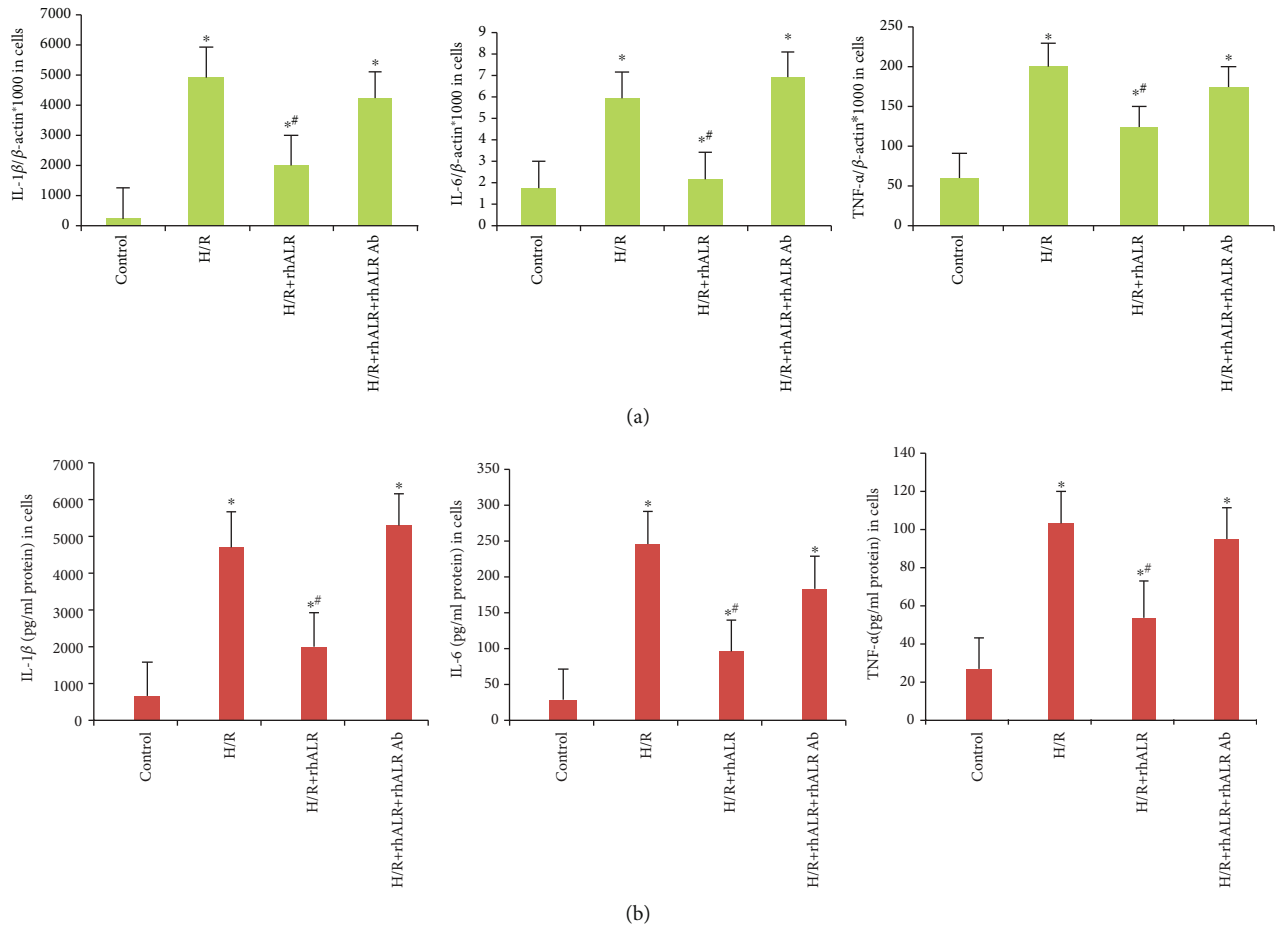 IL-1β/β-actin*1000 in cells
7000
6000
5000
4000
3000
2000
1000
0
*
*#
*
Control
H/R
H/R+rhALR
H/R+rhALR+rhALR Ab
IL-6/β-actin*1000 in cells
9
8
7
6
5
4
3
2
1
0
*
*#
*
Control
H/R
H/R+rhALR
H/R+rhALR+rhALR Ab
TNF-α/β-actin*1000 in cells
250
200
150
100
50
0
*
*#
*
Control
H/R
H/R+rhALR
H/R+rhALR+rhALR Ab
(a)
IL-1β (pg/ml protein) in cells
7000
6000
5000
4000
3000
2000
1000
0
*
*#
*
Control
H/R
H/R+rhALR
H/R+rhALR+rhALR Ab
IL-6 (pg/ml protein) in cells
350
300
250
200
150
100
50
0
*
*#
*
Control
H/R
H/R+rhALR
H/R+rhALR+rhALR Ab
TNF-α(pg/ml protein) in cells
140
120
100
80
60
40
20
0
*
*#
*
Control
H/R
H/R+rhALR
H/R+rhALR+rhALR Ab
(b)